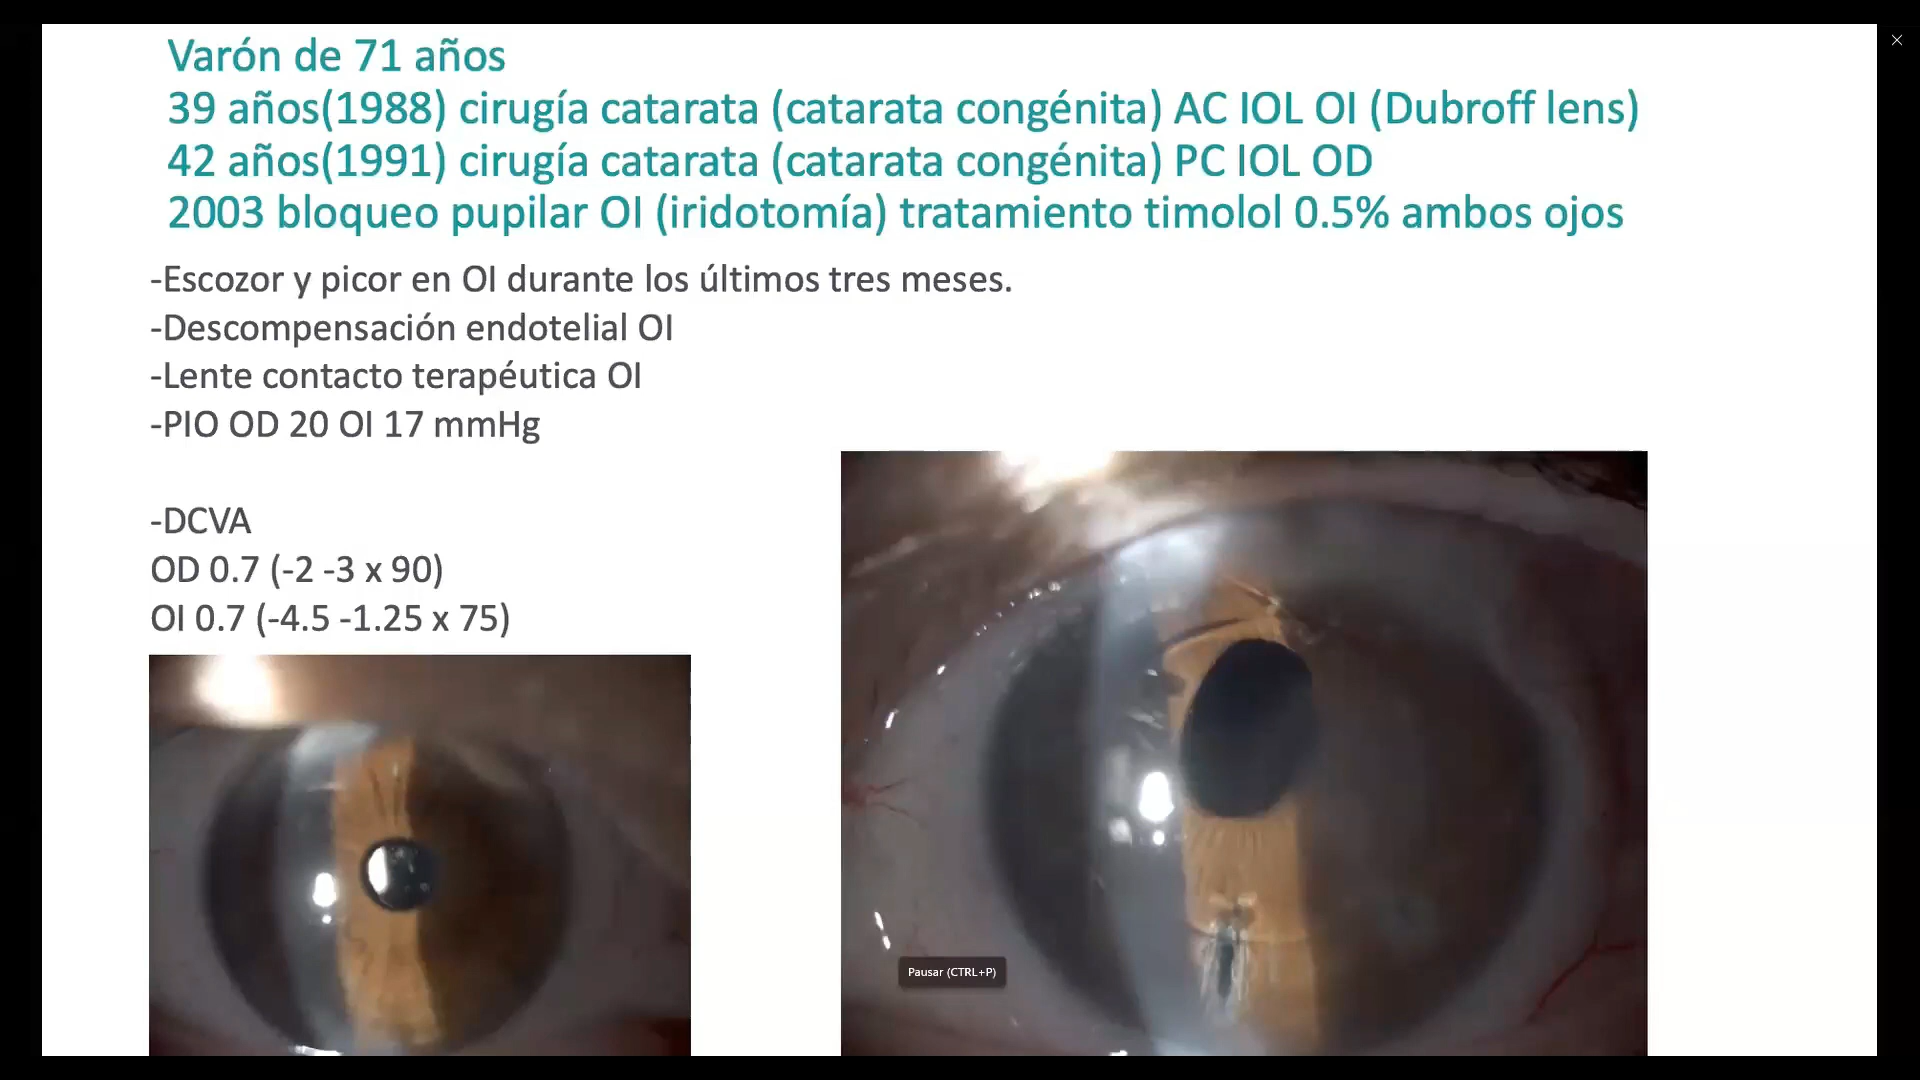 Varón de 71 años
39 años(1988) cirugía catarata (catarata congénita) AC IOL OI (Dubroff lens)
42 años(1991) cirugía catarata (catarata congénita) PC IOL OD
2003 bloqueo pupilar OI (iridotomía) tratamiento timolol 0.5% ambos ojos
-Escozor y picor en OI durante los últimos tres meses.
-Descompensación endotelial OI
-Lente contacto terapéutica OI
-PIO OD 20 OI 17 mmHg
-DCVA
OD 0.7 (-2 -3 x 90)
OI 0.7 (-4.5 -1.25 x 75)
Pausar (CTRL+P)